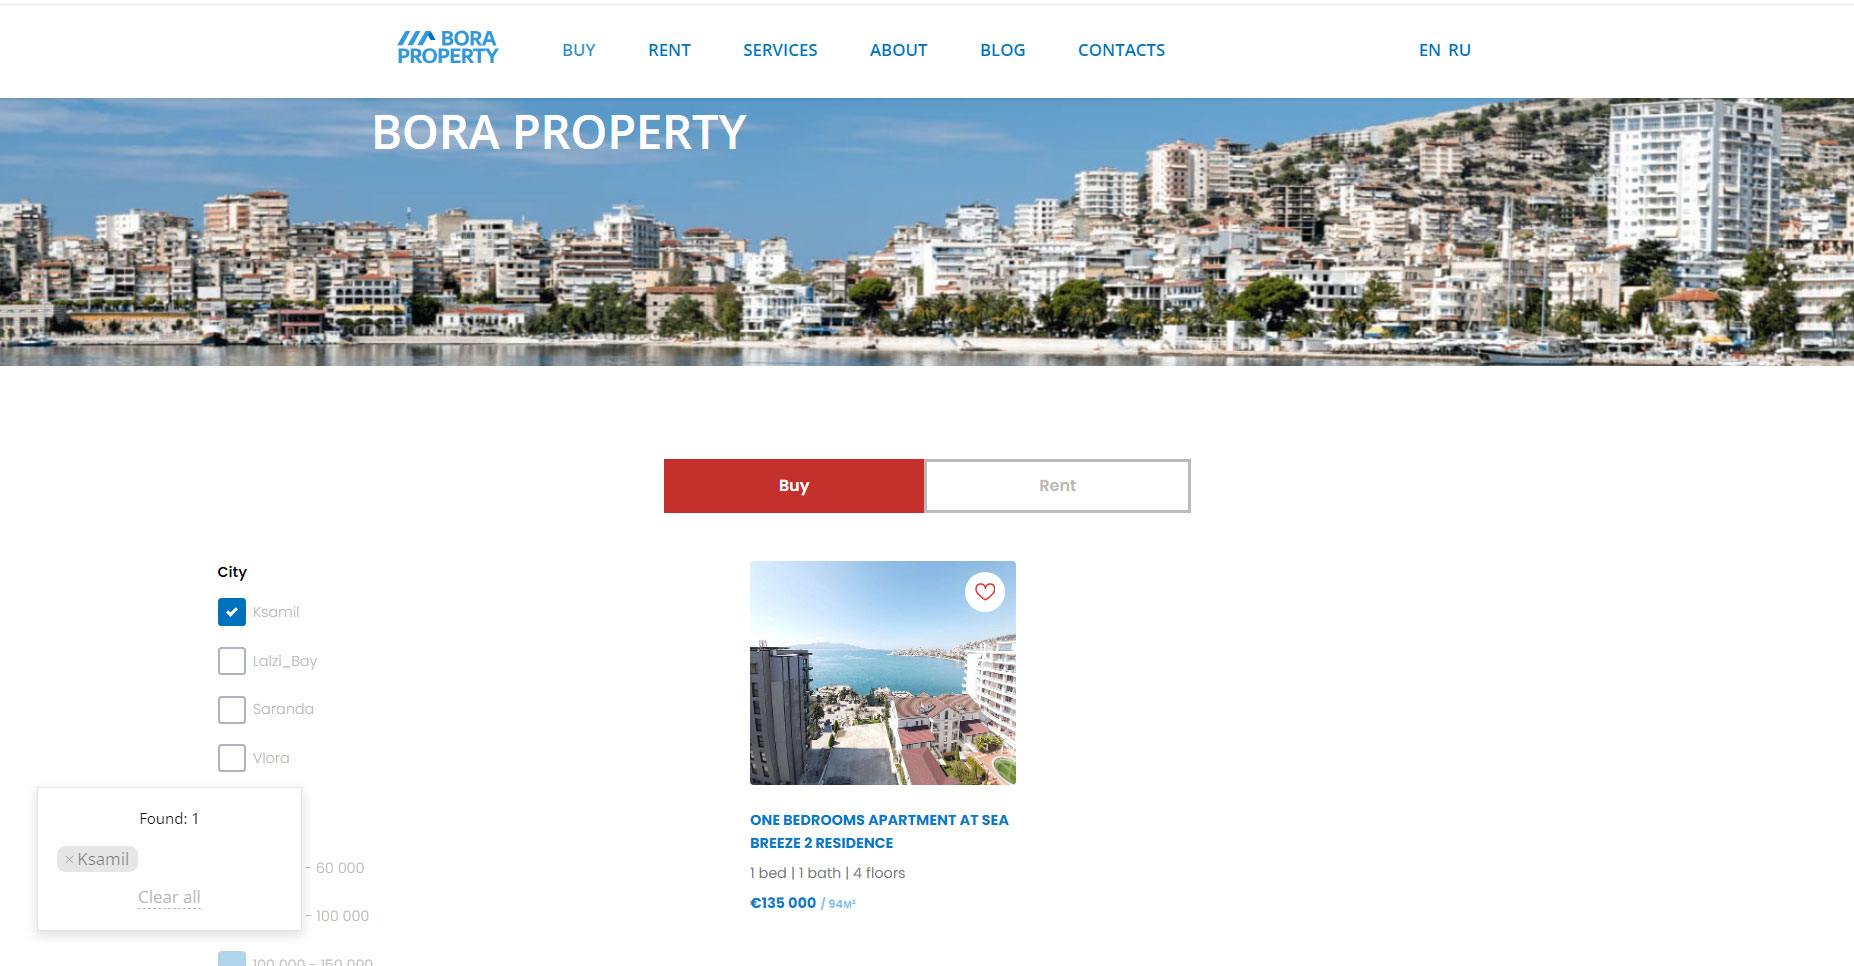 BORA
PROPERTY
BUY
RENT
SERVICES
ABOUT
BLOG
CONTACTS
EN RU
BORA PROPERTY
Buy
Rent
City
Ksamil
Lalzi_Bay
Saranda
Vlora
Found: 1
× Ksamil
Clear all
- 60 000
- 100 000
100 000 - 150 000
ONE BEDROOMS APARTMENT AT SEA
BREEZE 2 RESIDENCE
1 bed | 1 bath | 4 floors
€135 000 / 94м²